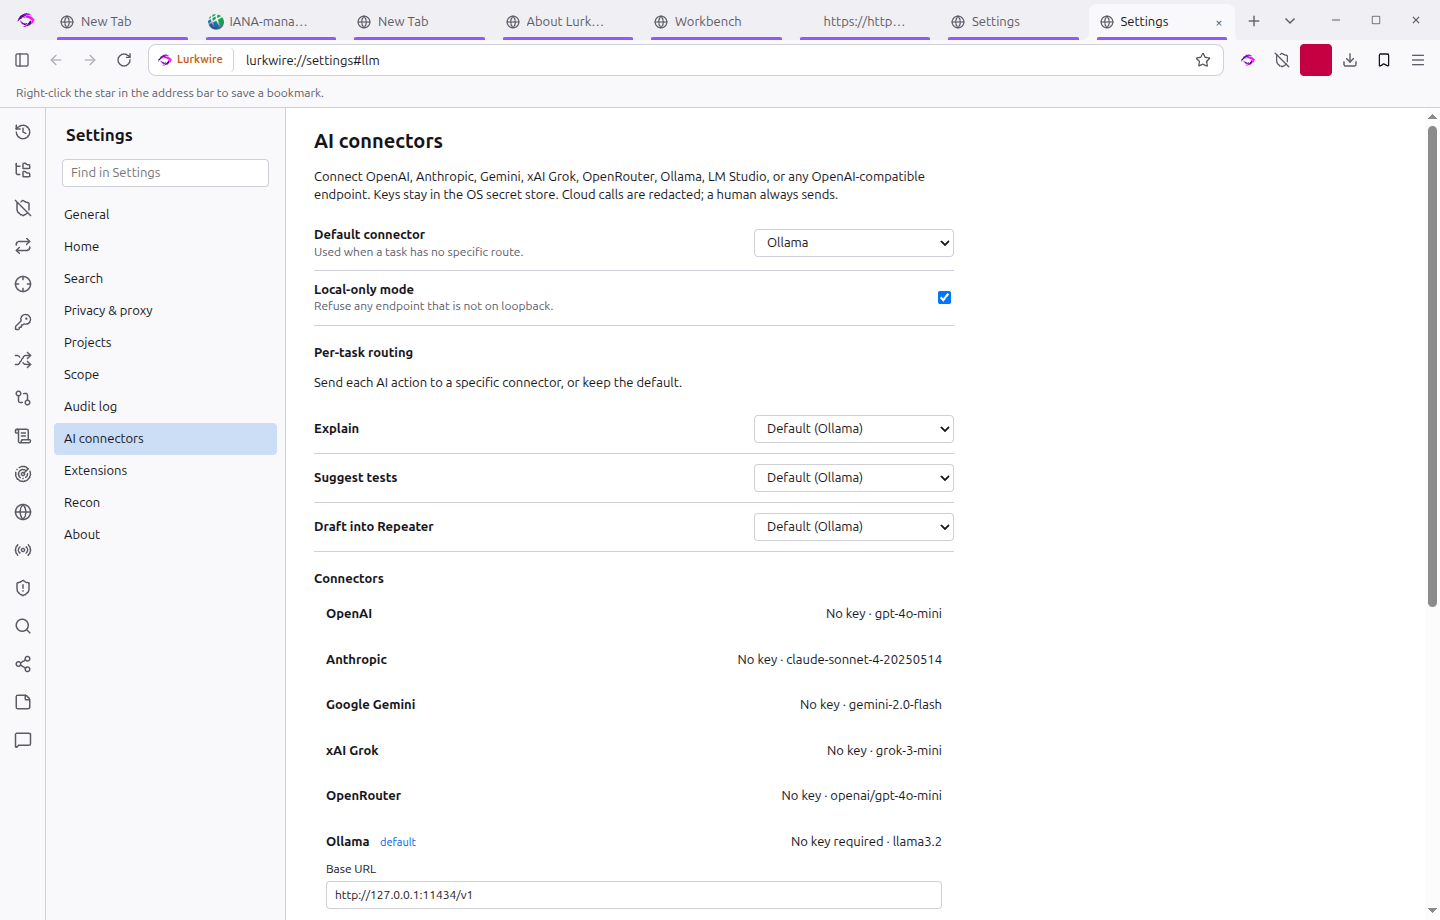 New Tab
IANA-mana…
New Tab
About Lurk…
Workbench
https://http…
Settings
Settings
Lurkwire
lurkwire://settings#llm
Right-click the star in the address bar to save a bookmark.
Settings
Find in Settings
General
Home
Search
Privacy & proxy
Projects
Scope
Audit log
AI connectors
Extensions
Recon
About
AI connectors
Connect OpenAI, Anthropic, Gemini, xAI Grok, OpenRouter, Ollama, LM Studio, or any OpenAI-compatible
endpoint. Keys stay in the OS secret store. Cloud calls are redacted; a human always sends.
Default connector
Ollama
Used when a task has no specific route.
Local-only mode
Refuse any endpoint that is not on loopback.
Per-task routing
Send each AI action to a specific connector, or keep the default.
Explain
Default (Ollama)
Suggest tests
Default (Ollama)
Draft into Repeater
Default (Ollama)
Connectors
OpenAI
No key · gpt-4o-mini
Anthropic
No key · claude-sonnet-4-20250514
Google Gemini
No key · gemini-2.0-flash
xAI Grok
No key · grok-3-mini
OpenRouter
No key · openai/gpt-4o-mini
Ollama default
No key required · llama3.2
Base URL
http://127.0.0.1:11434/v1